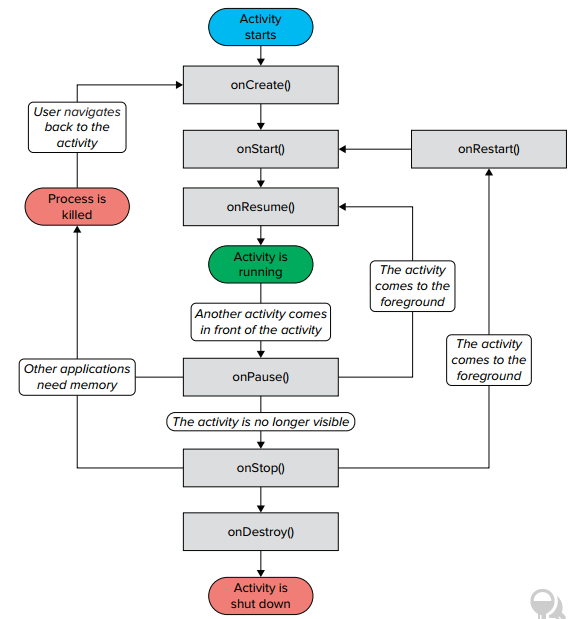 Activity
starts
onCreate()
User navigates
back to the
activity
onStart()
onRestart()
Process is
killed
onResume()
Activity is
running
The activity
comes to the
foreground
Another activity comes
in front of the activity
The activity
comes to the
foreground
Other applications
need memory
onPause()
The activity is no longer visible
onStop()
onDestroy()
Activity is
shut down